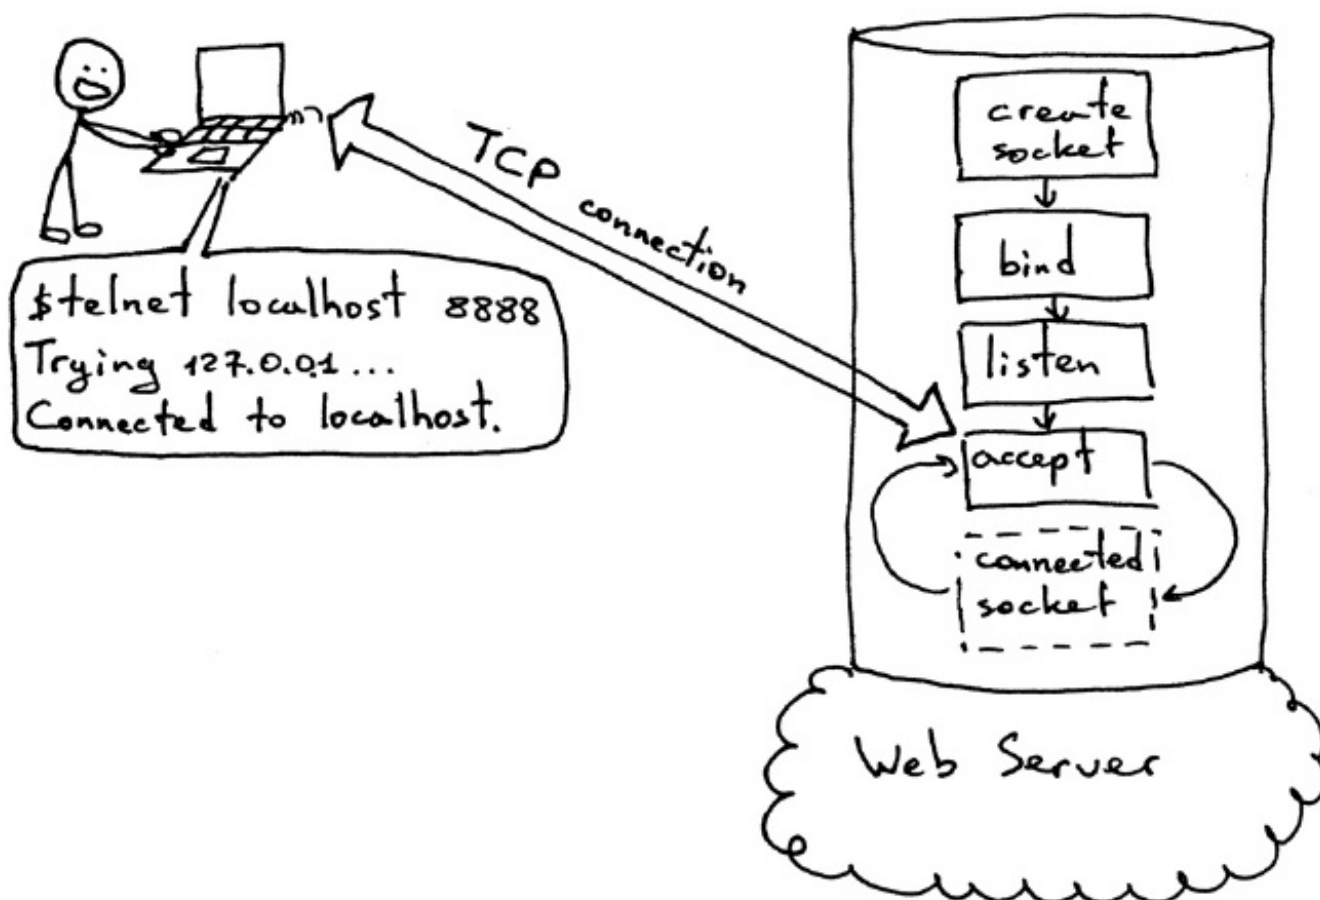 $telnet localhost 8888
Trying 127.0.0.1...
Connected to localhost.
TCP
connection
create
socket
bind
listen
accept
connected
socket
Web Server